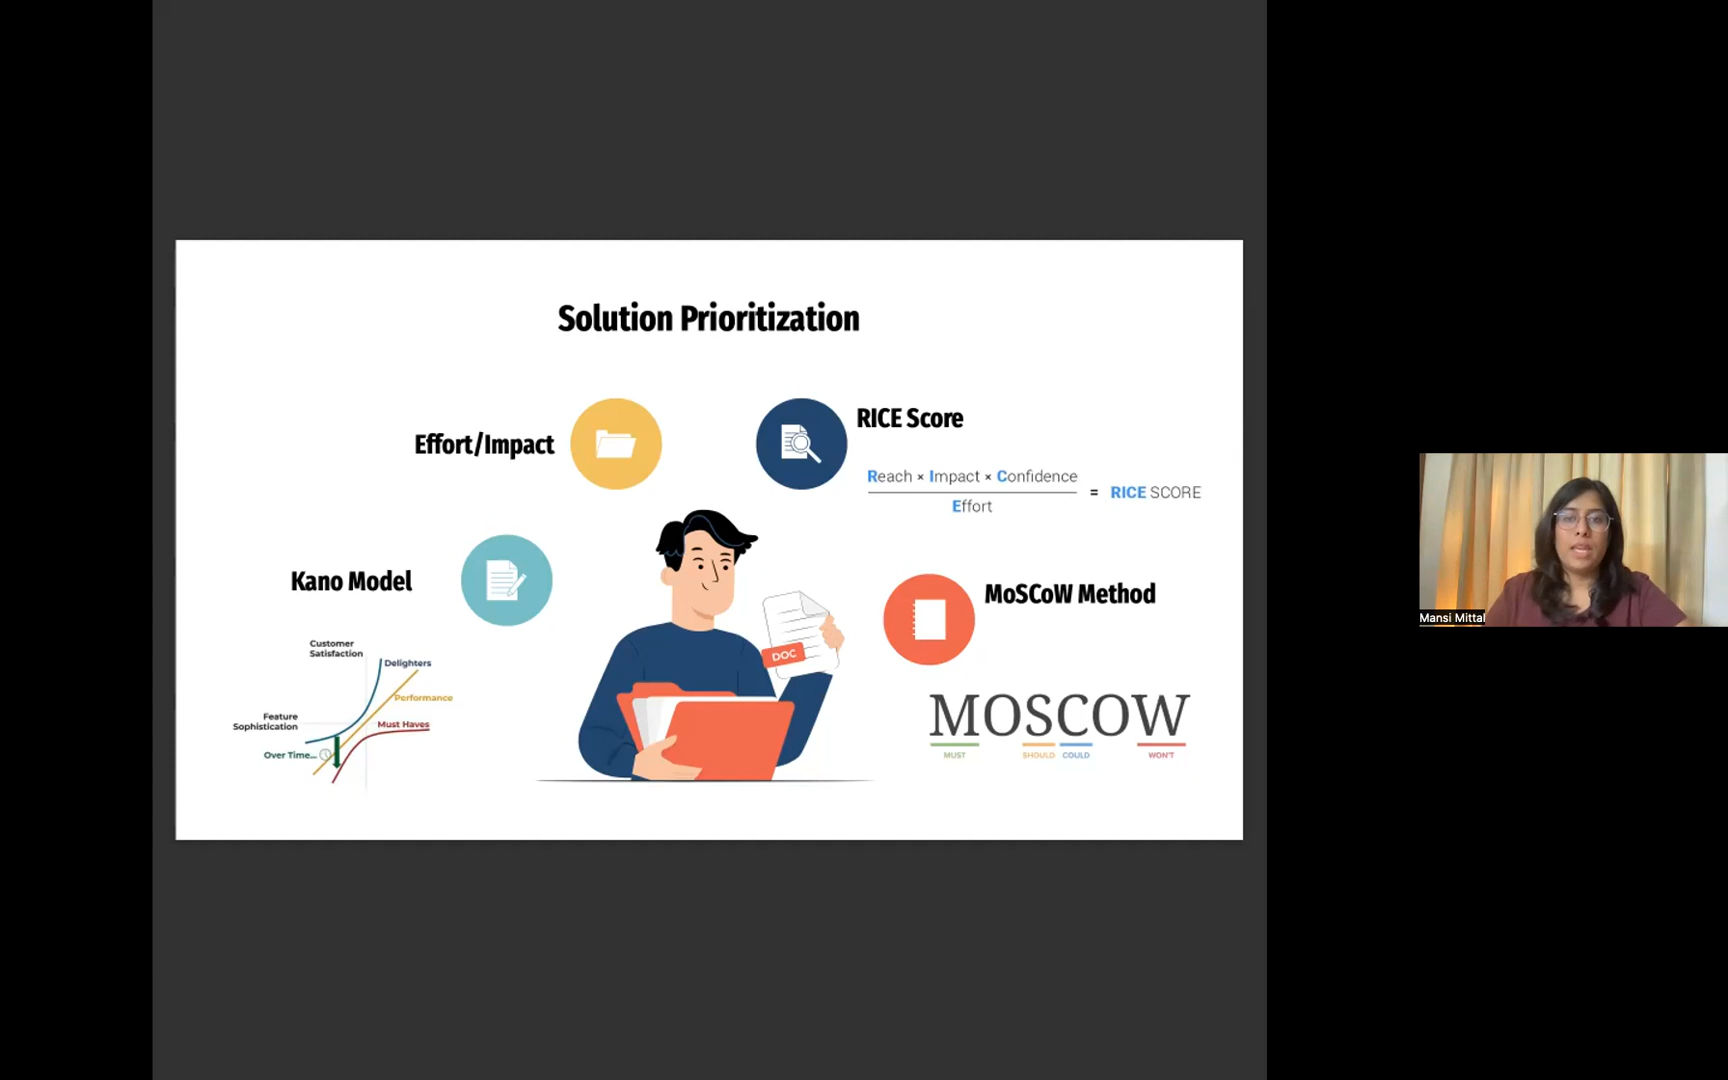 Solution Prioritization
Effort/Impact
RICE Score
Reach × Impact × Confidence
Effort
= RICE SCORE
Kano Model
Customer
Satisfaction
Delighters
Performance
Feature
Sophistication
Must Haves
Over Time...
DOC
MoSCoW Method
MOSCOW
MUST
SHOULD
COULD
WON'T
Mansi Mittal